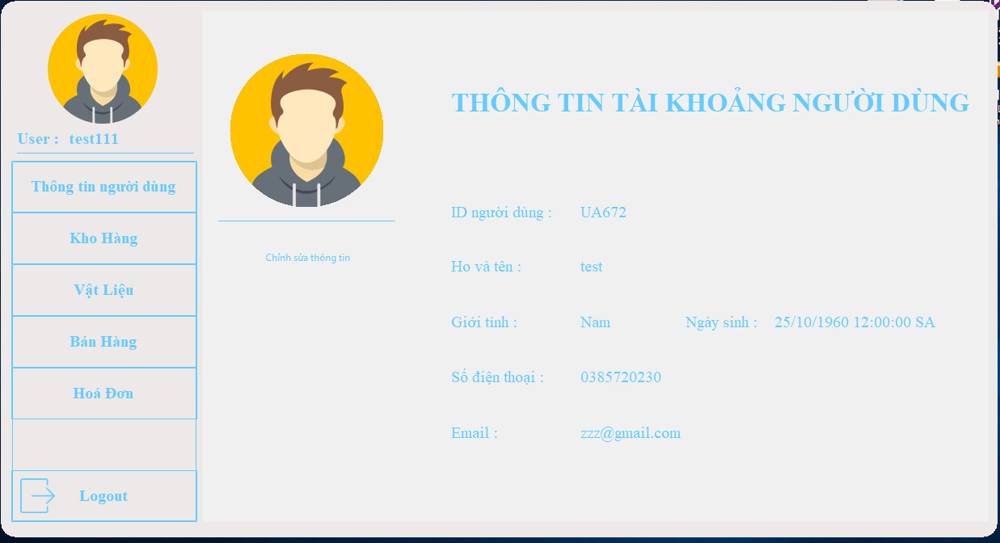 User : test111
Thông tin người dùng
Kho Hàng
Vật Liệu
Bán Hàng
Hoá Đơn
Logout
Chỉnh sửa thông tin
THÔNG TIN TÀI KHOẢNG NGƯỜI DÙNG
ID người dùng : UA672
Ho và tên : test
Giới tính : Nam Ngày sinh : 25/10/1960 12:00:00 SA
Số điện thoại : 0385720230
Email : zzz@gmail.com